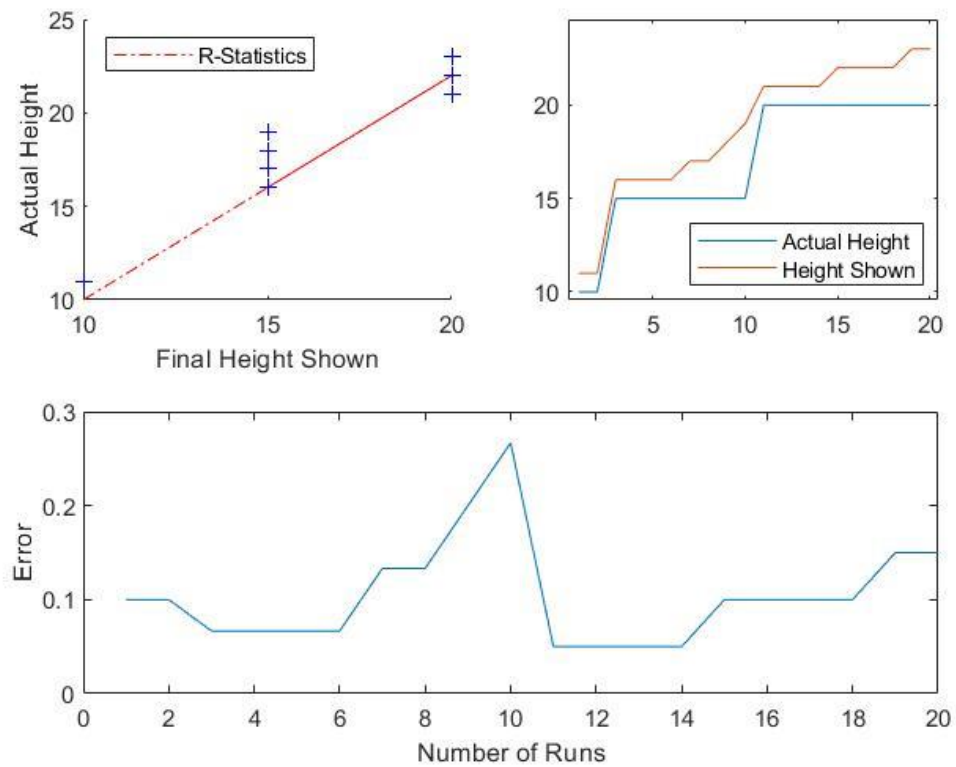 25
20
15
10
Actual Height
R-Statistics
10 15 20
Final Height Shown
20
15
10
Actual Height
Height Shown
5 10 15 20
0.3
0.2
0.1
0
Error
0 2 4 6 8 10 12 14 16 18 20
Number of Runs